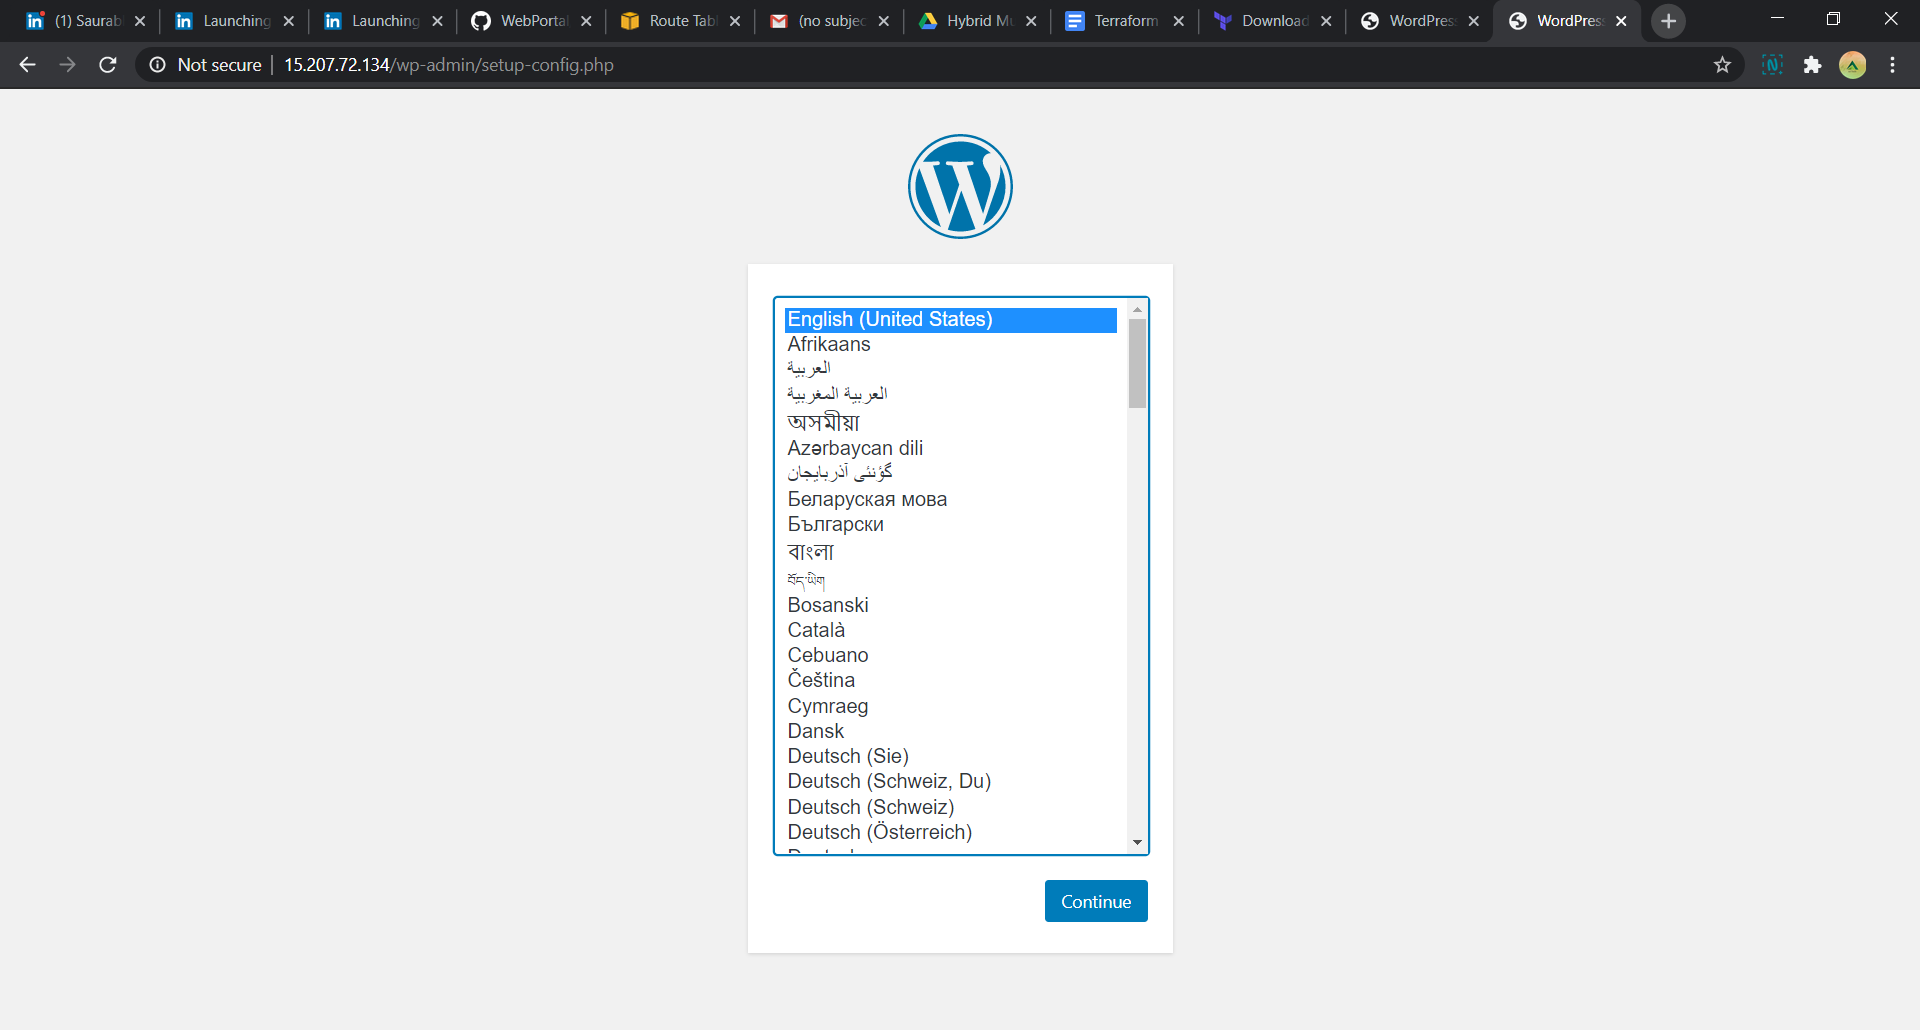 (1) Saurab
Launching
Launching
WebPortal
Route Tabl
(no subjec
Hybrid Mu
Terraform
Download
WordPress
WordPress
Not secure
15.207.72.134/wp-admin/setup-config.php
English (United States)
Afrikaans
العربية
العربية المغربية
অসমীয়া
Azərbaycan dili
گؤنئی آذربایجان
Беларуская мова
Български
বাংলা
བོད་ཡིག
Bosanski
Català
Cebuano
Čeština
Cymraeg
Dansk
Deutsch (Sie)
Deutsch (Schweiz, Du)
Deutsch (Schweiz)
Deutsch (Österreich)
Continue